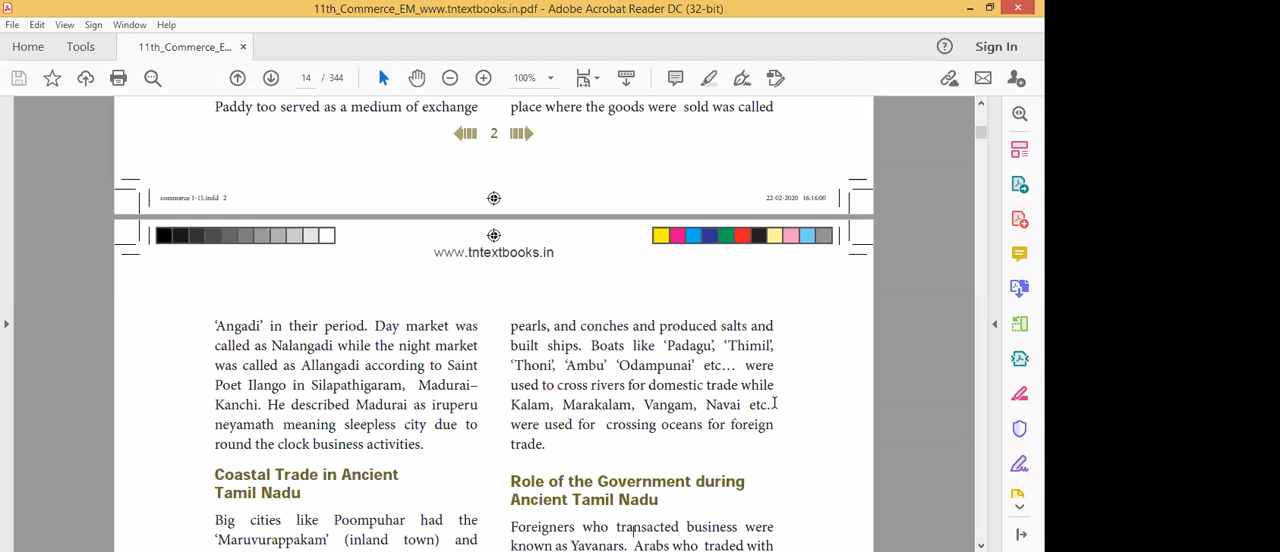 11th_Commerce_EM_www.tntextbooks.in.pdf - Adobe Acrobat Reader DC (32-bit)
File Edit View Sign Window Help
Home Tools 11th_Commerce_E... × Sign In
14 / 344 100%
Paddy too served as a medium of exchange
place where the goods were sold was called
2
commerce 1-15.indd 2 22-02-2020 16:16:00
www.tntextbooks.in
‘Angadi’ in their period. Day market was
called as Nalangadi while the night market
was called as Allangadi according to Saint
Poet Ilango in Silapathigaram, Madurai–
Kanchi. He described Madurai as iruperu
neyamath meaning sleepless city due to
round the clock business activities.
Coastal Trade in Ancient
Tamil Nadu
Big cities like Poompuhar had the
‘Maruvurappakam’ (inland town) and
pearls, and conches and produced salts and
built ships. Boats like ‘Padagu’, ‘Thimil’,
‘Thoni’, ‘Ambu’ ‘Odampunai’ etc… were
used to cross rivers for domestic trade while
Kalam, Marakalam, Vangam, Navai etc.
were used for crossing oceans for foreign
trade.
Role of the Government during
Ancient Tamil Nadu
Foreigners who transacted business were
known as Yavanars. Arabs who traded with